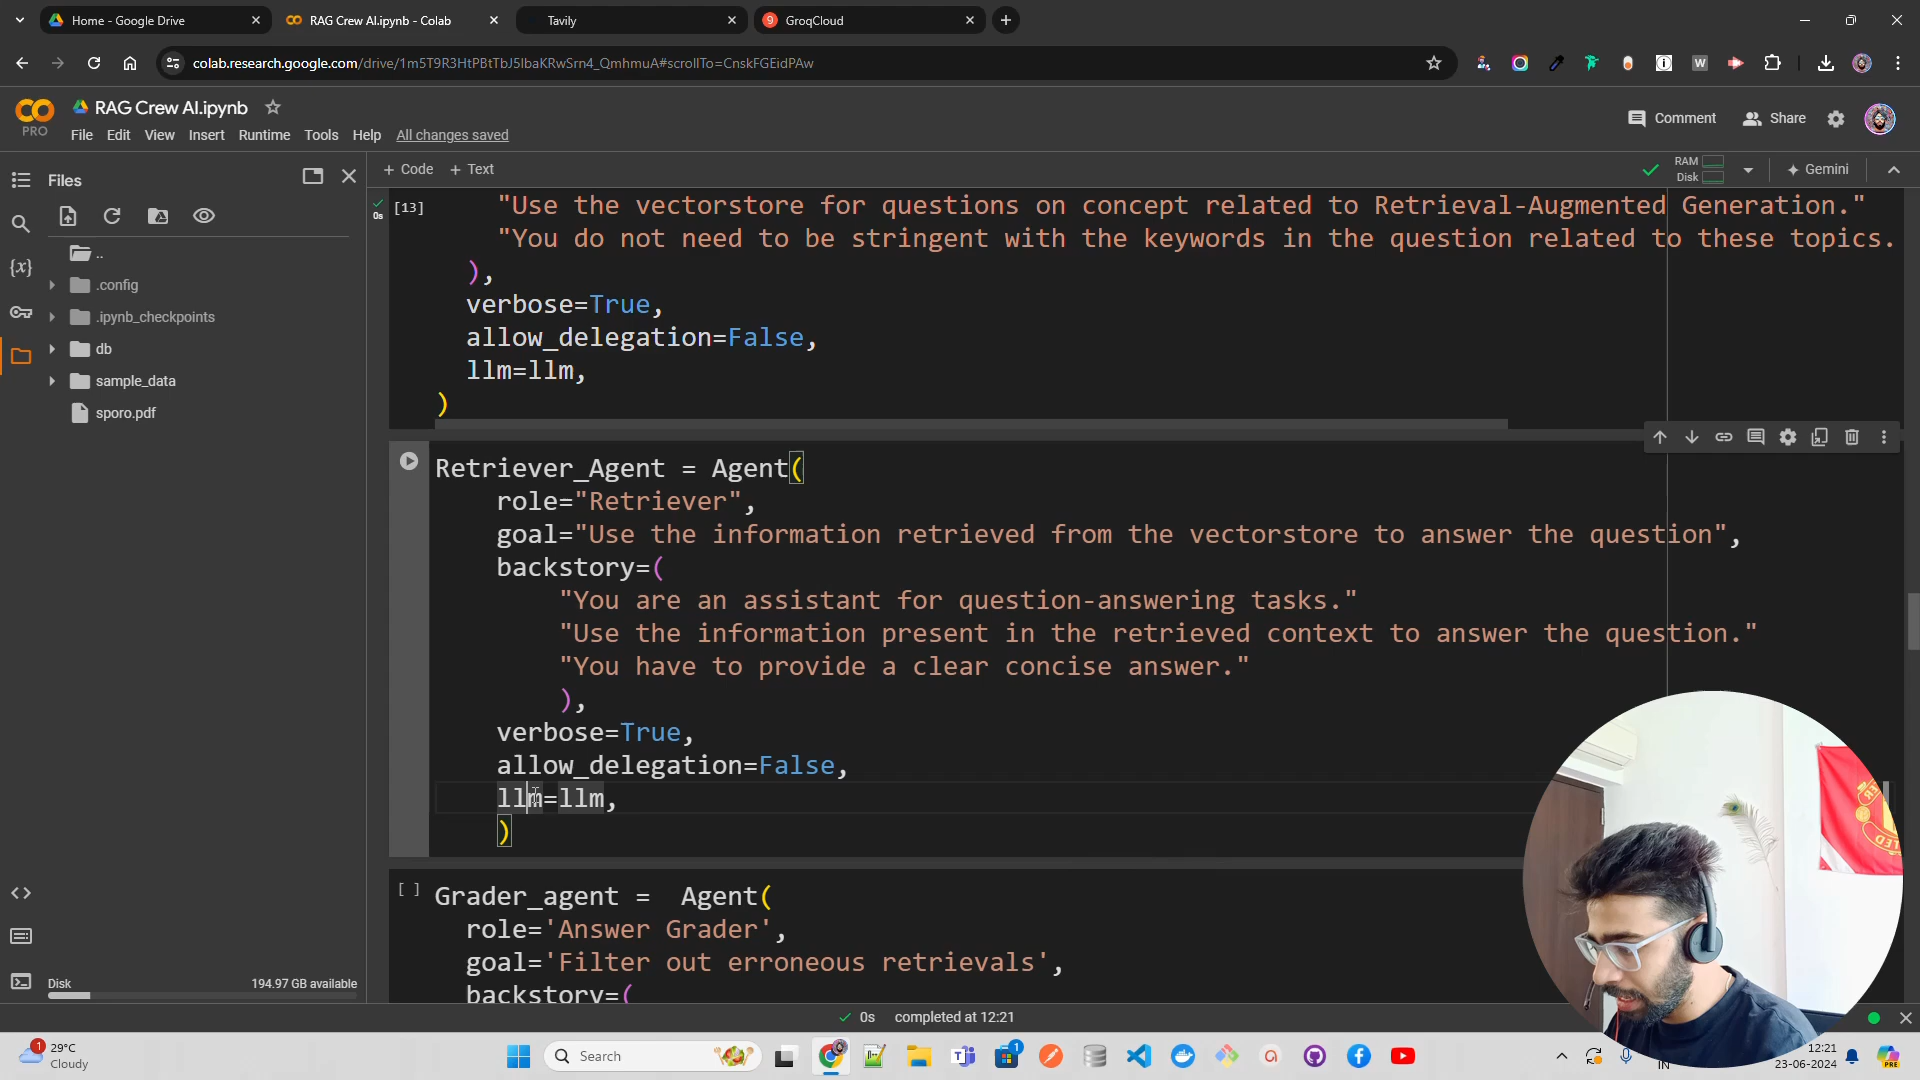 Home - Google Drive
RAG Crew AI.ipynb - Colab
Tavily
9
GroqCloud
colab.research.google.com/drive/1m5T9R3HtPBtTbJ5IbaKRwSrn4_QmhmuA#scrollTo=CnskFGEidPAw
W
CO
PRO
RAG Crew AI.ipynb
File Edit View Insert Runtime Tools Help All changes saved
Comment
Share
Files
+ Code + Text
RAM
Disk
Gemini
..
.config
.ipynb_checkpoints
db
sample_data
sporo.pdf
{x}
0s
[13]
"Use the vectorstore for questions on concept related to Retrieval-Augmented Generation."
"You do not need to be stringent with the keywords in the question related to these topics.
),
verbose=True,
allow_delegation=False,
llm=llm,
)
Retriever_Agent = Agent(
role="Retriever",
goal="Use the information retrieved from the vectorstore to answer the question",
backstory=(
"You are an assistant for question-answering tasks."
"Use the information present in the retrieved context to answer the question."
"You have to provide a clear concise answer."
),
verbose=True,
allow_delegation=False,
llm=llm,
)
[ ]
Grader_agent =  Agent(
role='Answer Grader',
goal='Filter out erroneous retrievals',
backstory=(
Disk
194.97 GB available
0s completed at 12:21
1
29°C
Cloudy
Search
1
IN
12:21
23-06-2024
PRE